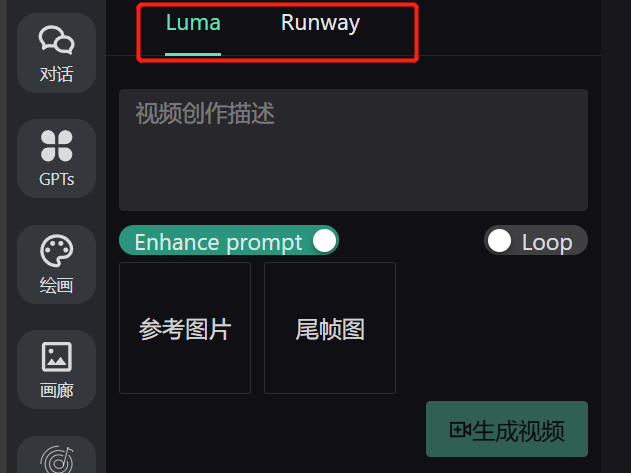 Luma
Runway
对话
视频创作描述
GPTs
Enhance prompt
Loop
绘画
参考图片
尾帧图
画廊
生成视频